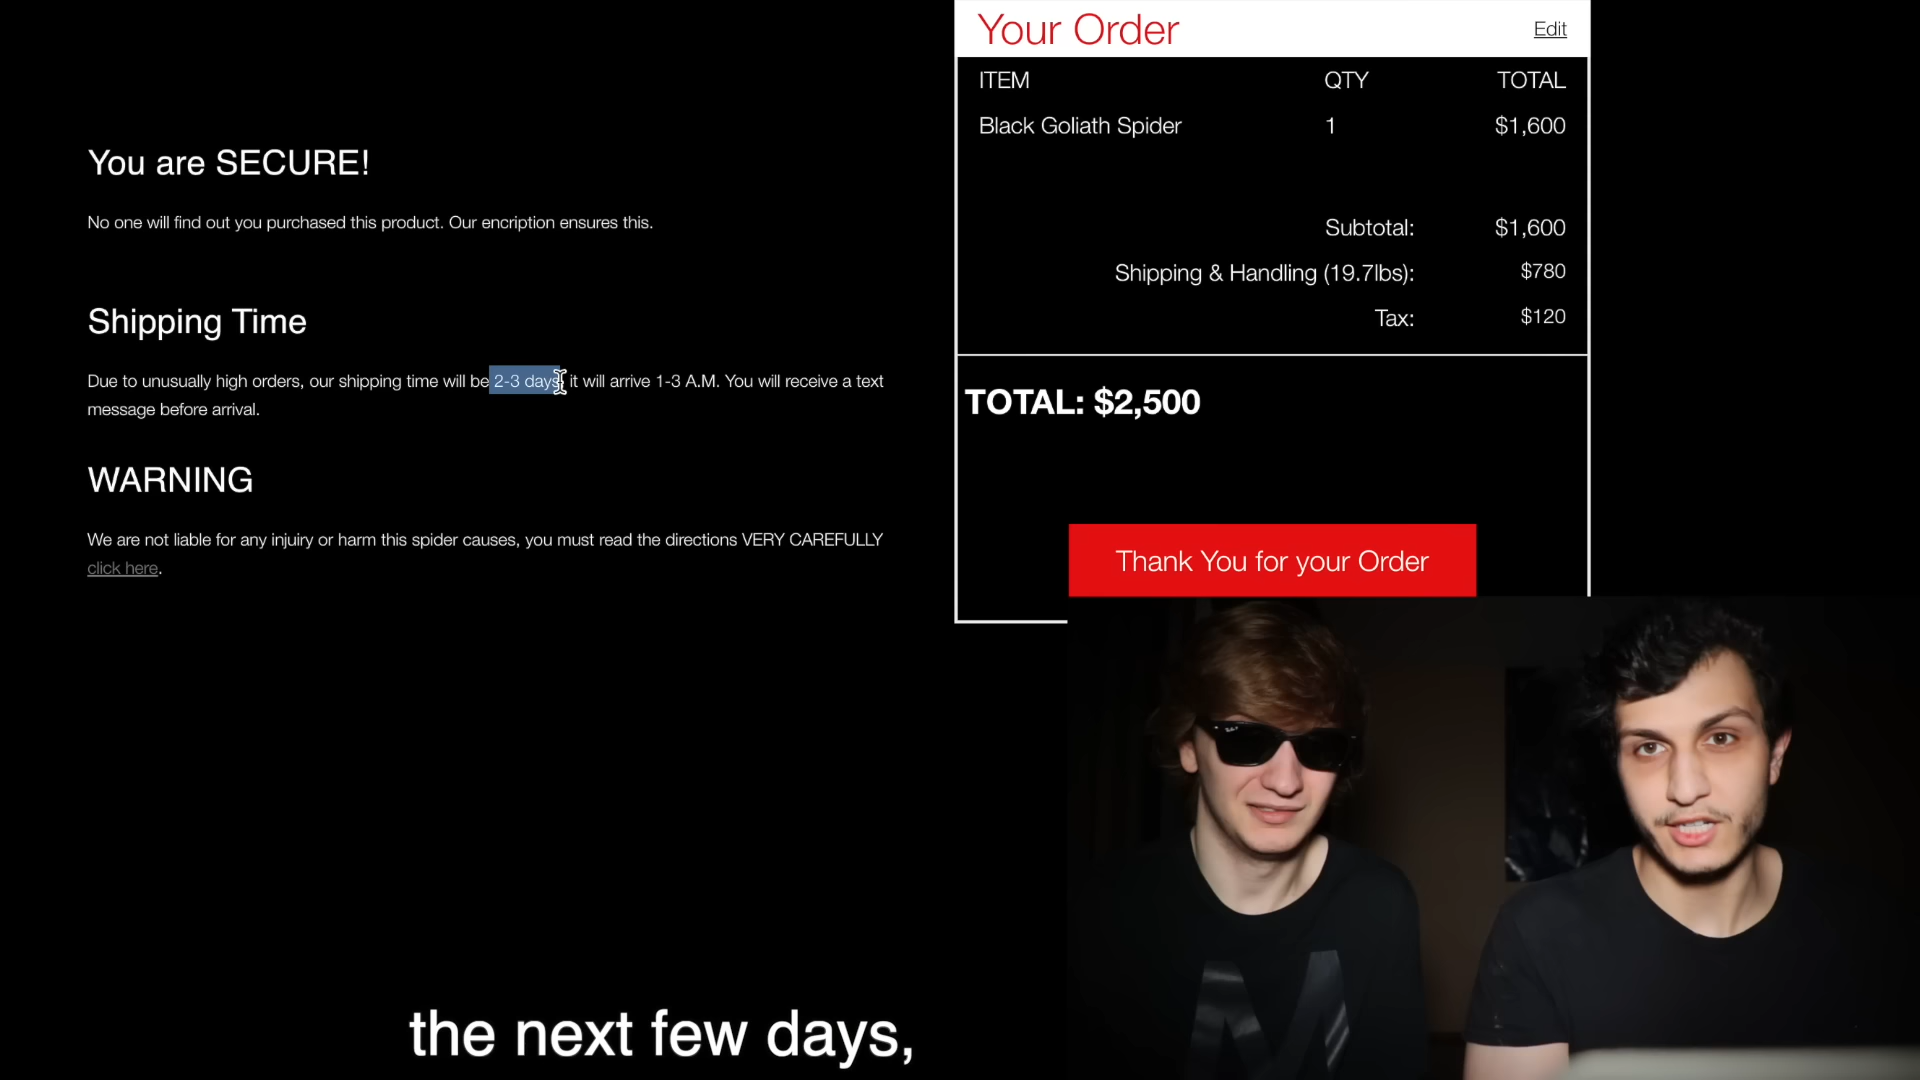 You are SECURE!
No one will find out you purchased this product. Our encription ensures this.
Shipping Time
Due to unusually high orders, our shipping time will be 2-3 days, it will arrive 1-3 A.M. You will receive a text
message before arrival.
WARNING
We are not liable for any injuiry or harm this spider causes, you must read the directions VERY CAREFULLY
click here.
Your Order Edit
ITEM QTY TOTAL
Black Goliath Spider 1 $1,600
Subtotal: $1,600
Shipping & Handling (19.7lbs): $780
Tax: $120
TOTAL: $2,500
Thank You for your Order
the next few days,